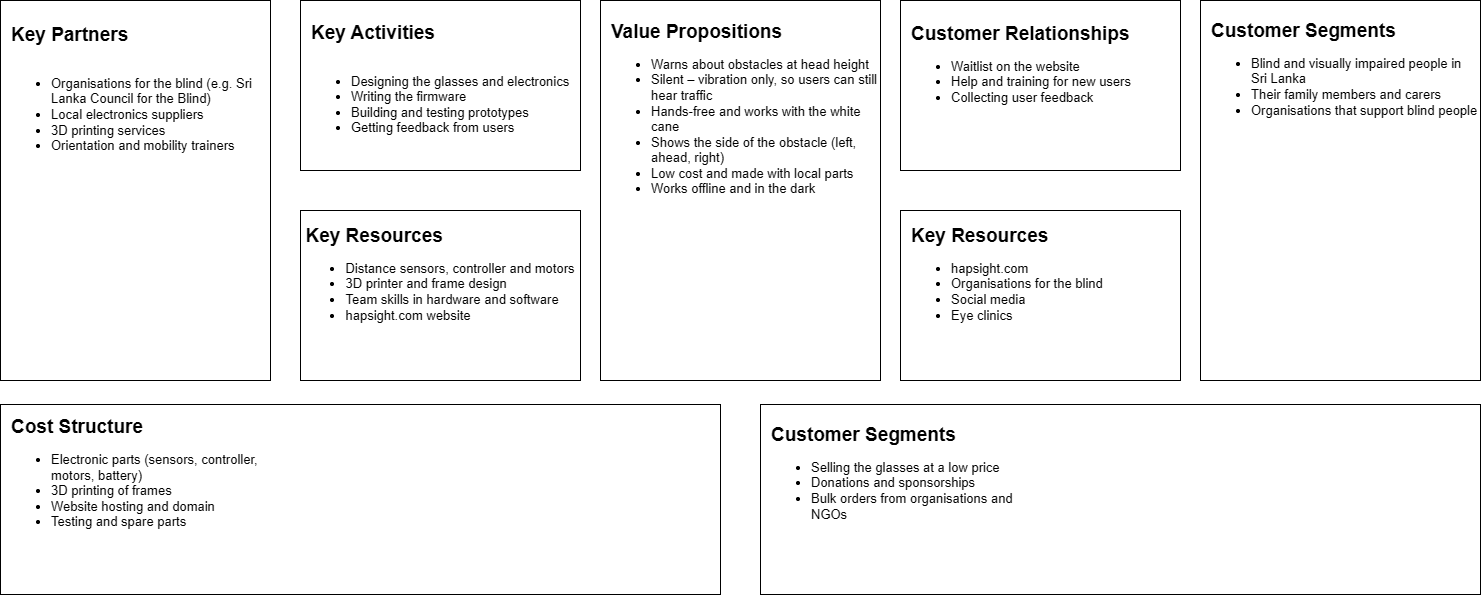 Key Partners
• Organisations for the blind (e.g. Sri
Lanka Council for the Blind)
• Local electronics suppliers
• 3D printing services
• Orientation and mobility trainers
Key Activities
• Designing the glasses and electronics
• Writing the firmware
• Building and testing prototypes
• Getting feedback from users
Key Resources
• Distance sensors, controller and motors
• 3D printer and frame design
• Team skills in hardware and software
• hapsight.com website
Value Propositions
• Warns about obstacles at head height
• Silent – vibration only, so users can still
hear traffic
• Hands-free and works with the white
cane
• Shows the side of the obstacle (left,
ahead, right)
• Low cost and made with local parts
• Works offline and in the dark
Customer Relationships
• Waitlist on the website
• Help and training for new users
• Collecting user feedback
Key Resources
• hapsight.com
• Organisations for the blind
• Social media
• Eye clinics
Customer Segments
• Blind and visually impaired people in
Sri Lanka
• Their family members and carers
• Organisations that support blind people
Cost Structure
• Electronic parts (sensors, controller,
motors, battery)
• 3D printing of frames
• Website hosting and domain
• Testing and spare parts
Customer Segments
• Selling the glasses at a low price
• Donations and sponsorships
• Bulk orders from organisations and
NGOs